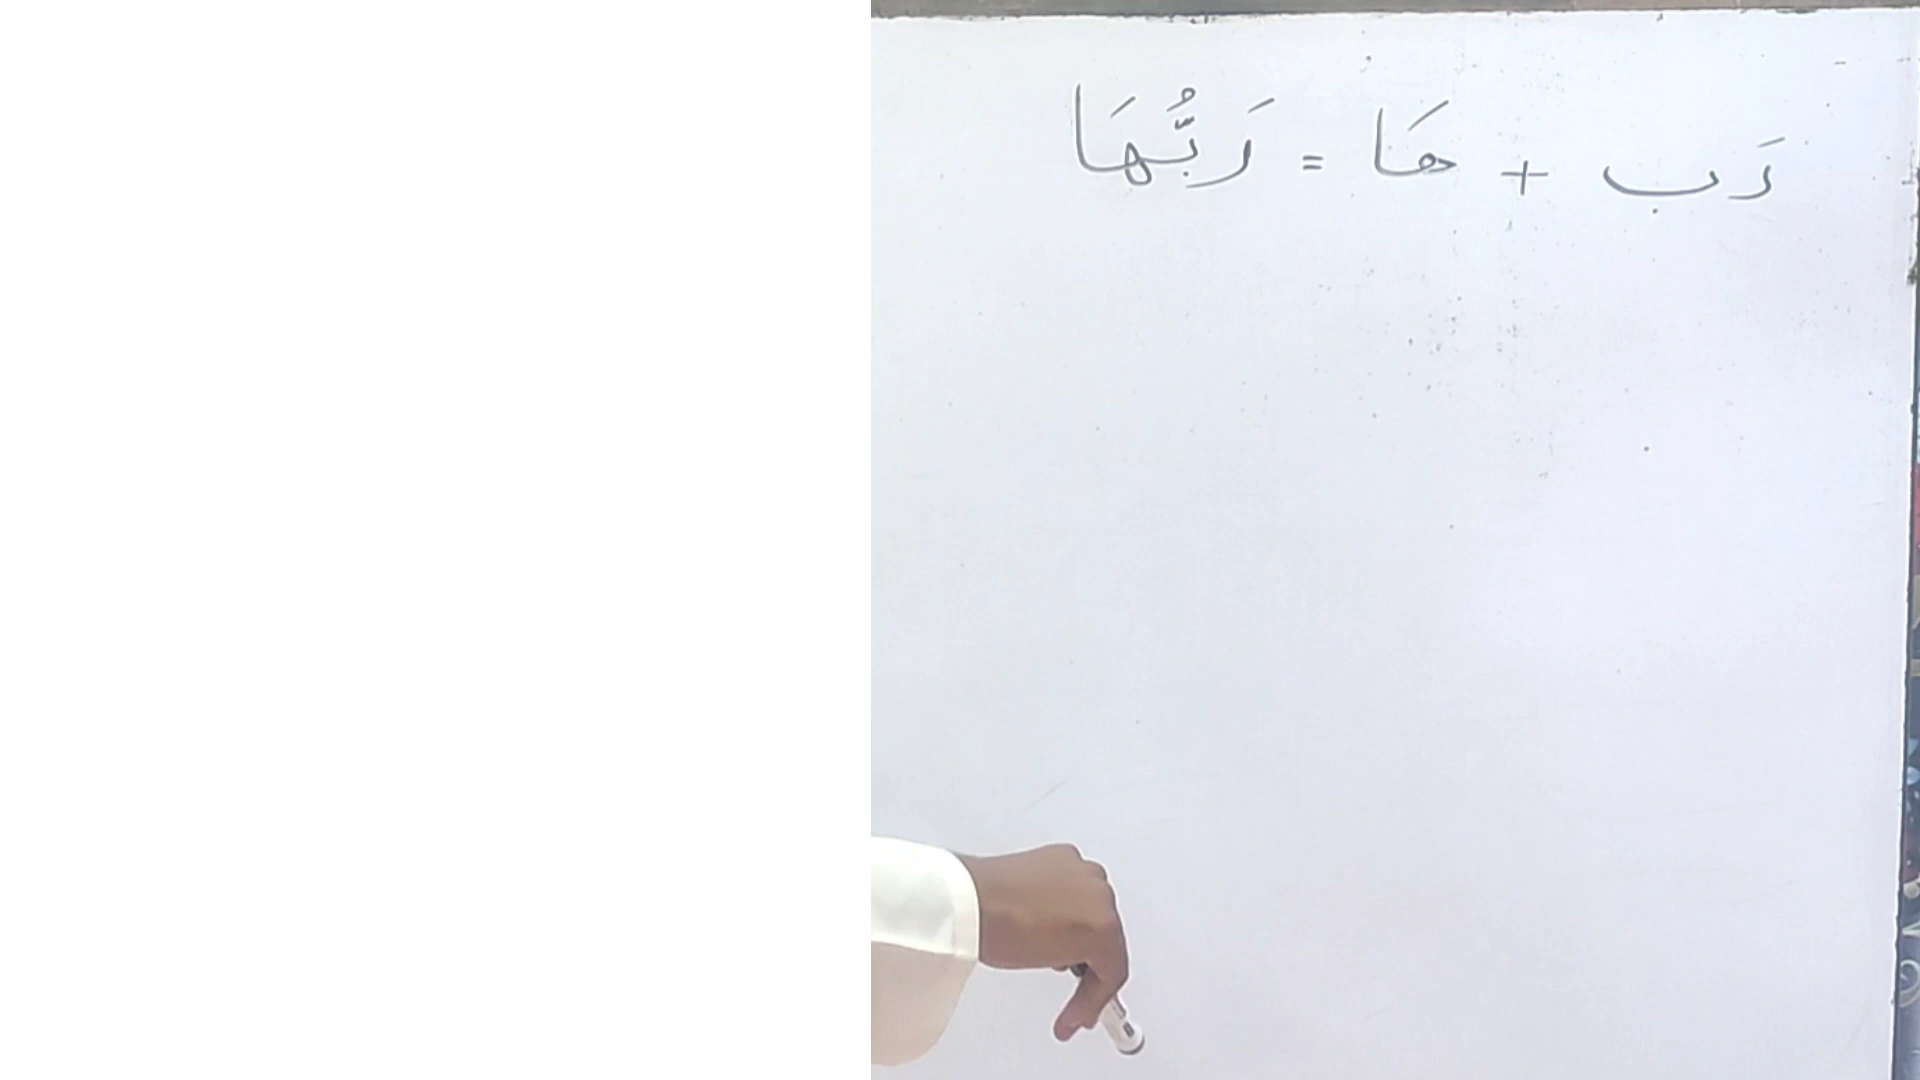 رَب + هَا = رَبُّهَا